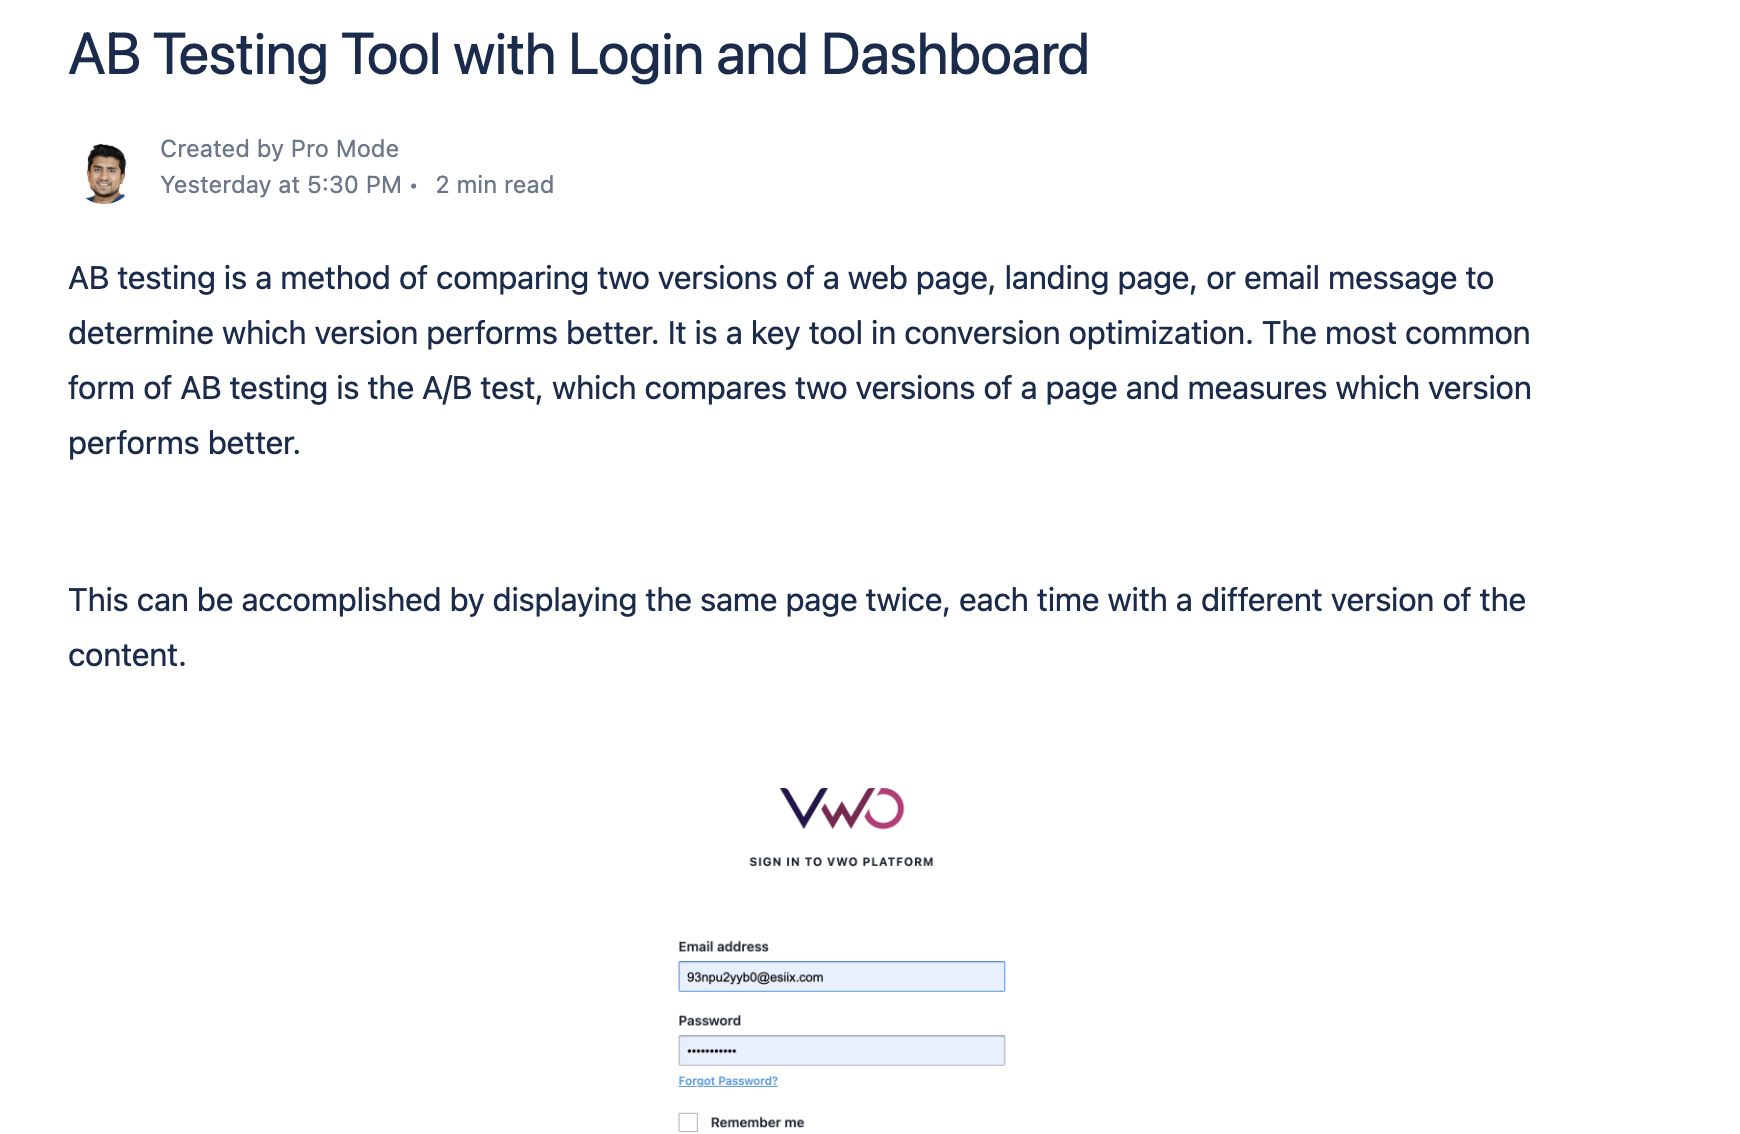 AB Testing Tool with Login and Dashboard
Created by Pro Mode
Yesterday at 5:30 PM • 2 min read
AB testing is a method of comparing two versions of a web page, landing page, or email message to
determine which version performs better. It is a key tool in conversion optimization. The most common
form of AB testing is the A/B test, which compares two versions of a page and measures which version
performs better.
This can be accomplished by displaying the same page twice, each time with a different version of the
content.
VWO
SIGN IN TO VWO PLATFORM
Email address
93npu2yyb0@esiix.com
Password
•••••••••••
Forgot Password?
Remember me